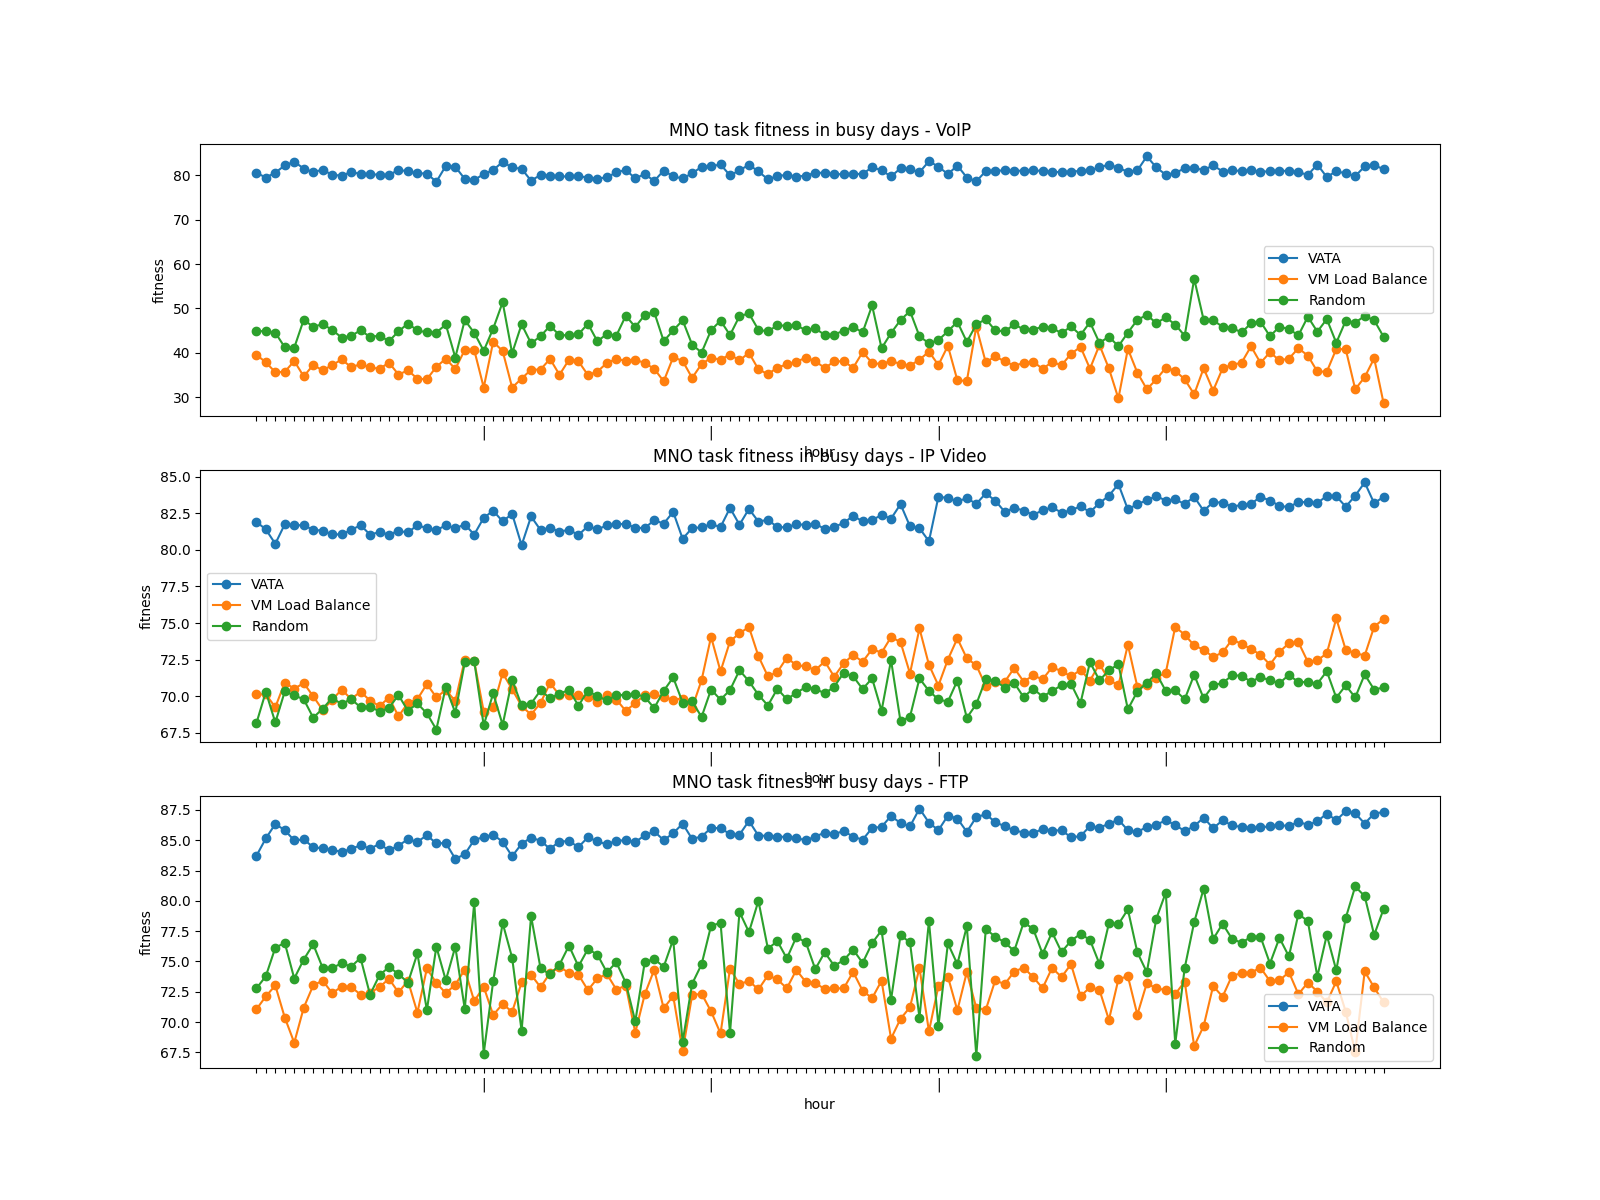 MNO task fitness in busy days - VoIP
80
70
60
50
40
30
fitness
VATA
VM Load Balance
Random
|
|
|
|
hour
MNO task fitness in busy days - IP Video
85.0
82.5
80.0
77.5
75.0
72.5
70.0
67.5
fitness
VATA
VM Load Balance
Random
|
|
|
|
hour
MNO task fitness in busy days - FTP
87.5
85.0
82.5
80.0
77.5
75.0
72.5
70.0
67.5
fitness
VATA
VM Load Balance
Random
|
|
|
|
hour